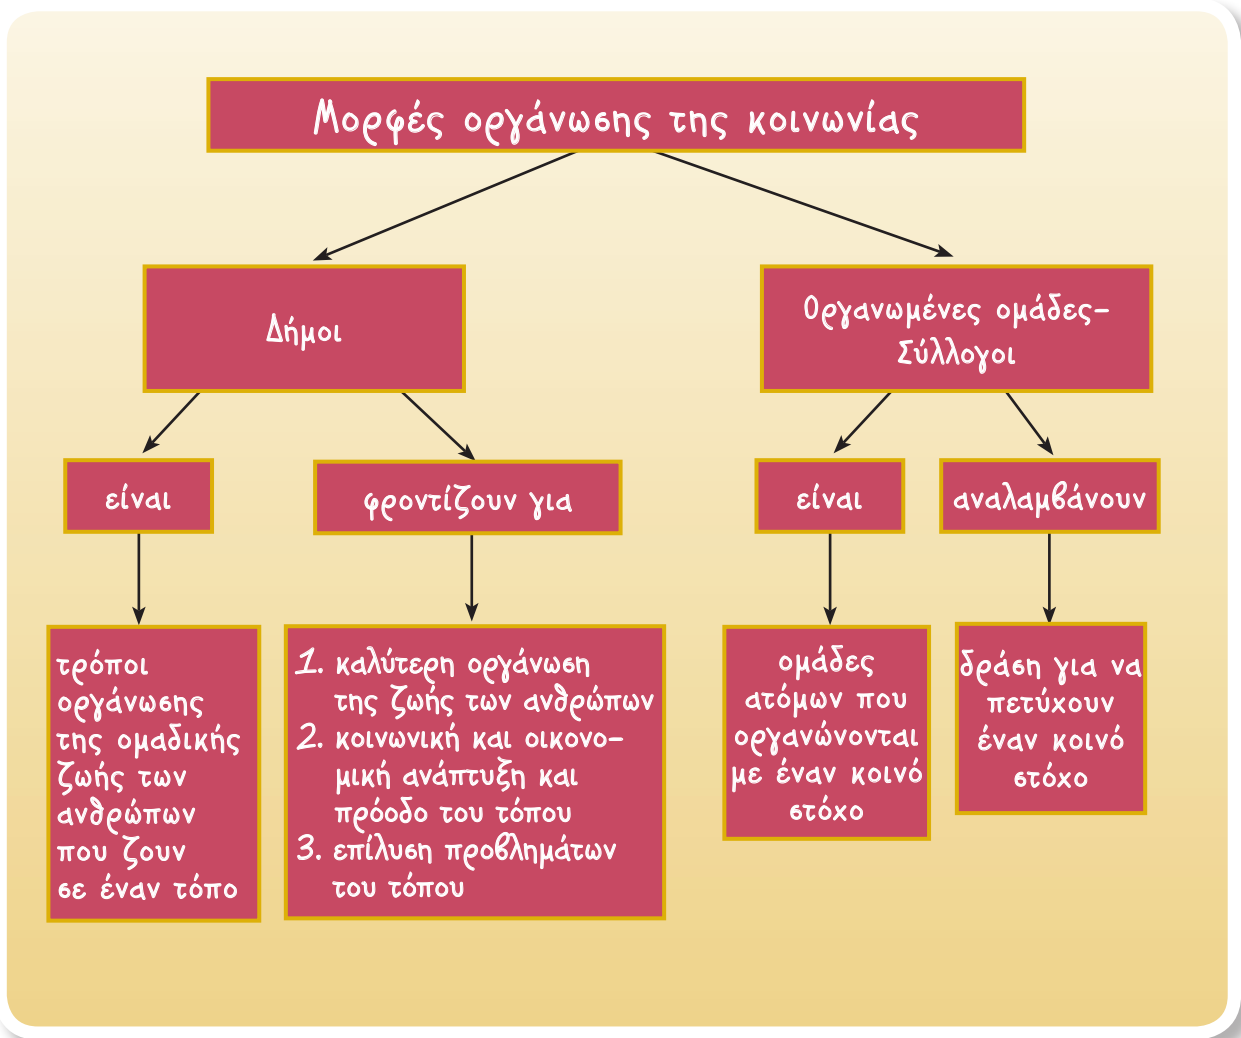 Μορφές οργάνωσης της κοινωνίας
Δήμοι
Οργανωμένες ομάδες-
Σύλλογοι
είναι
φροντίζουν για
είναι
αναλαμβάνουν
τρόποι
οργάνωσης
της ομαδικής
ζωής των
ανθρώπων
που ζουν
σε έναν τόπο
1. καλύτερη οργάνωση
της ζωής των ανθρώπων
2. κοινωνική και οικονο-
μική ανάπτυξη και
πρόοδο του τόπου
3. επίλυση προβλημάτων
του τόπου
ομάδες
ατόμων που
οργανώνονται
με έναν κοινό
στόχο
δράση για να
πετύχουν
έναν κοινό
στόχο